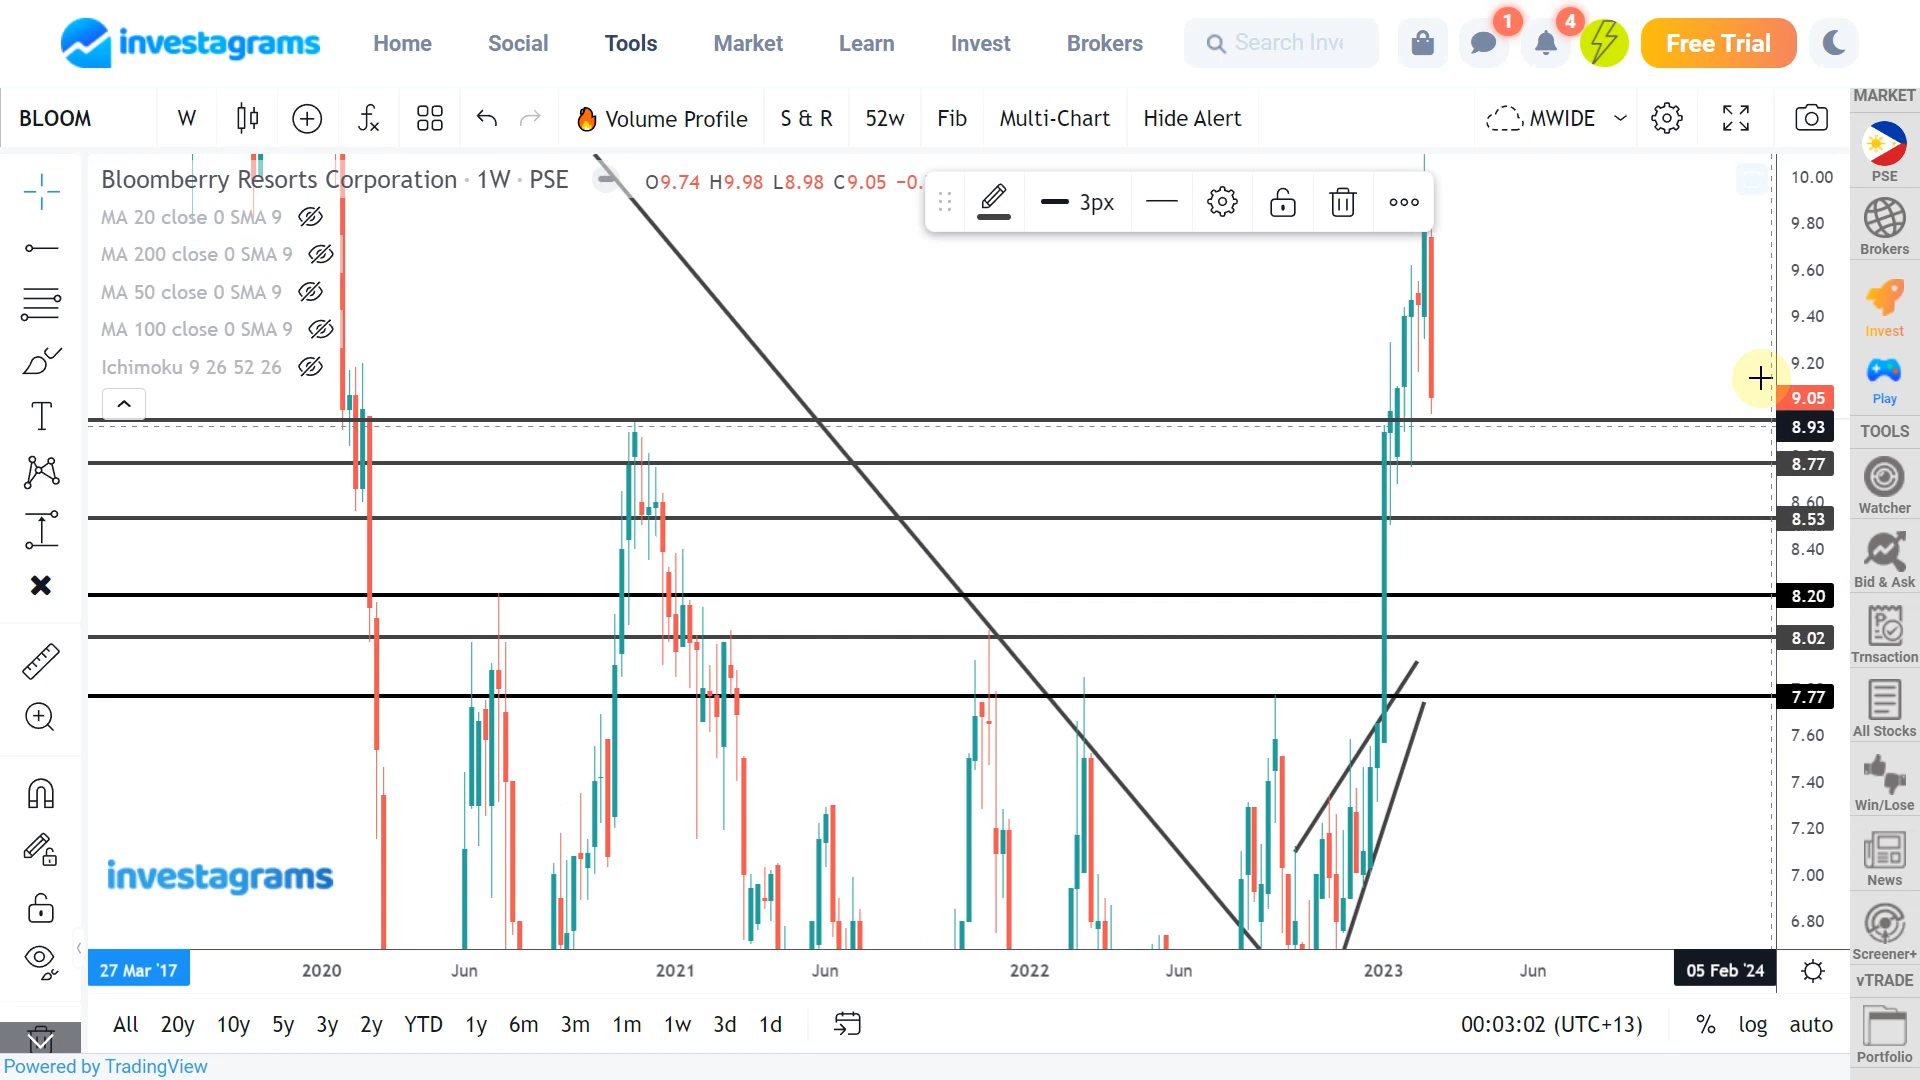 investagrams Home Social Tools Market Learn Invest Brokers Search Inve 1 4 Free Trial
BLOOM W Volume Profile S & R 52w Fib Multi-Chart Hide Alert MWIDE
MARKET
PSE
Brokers
Invest
Play
TOOLS
Watcher
Bid & Ask
Trnsaction
All Stocks
Win/Lose
News
Screener+
vTRADE
Portfolio
Bloomberry Resorts Corporation · 1W · PSE O9.74 H9.98 L8.98 C9.05 −0.
3px
MA 20 close 0 SMA 9
MA 200 close 0 SMA 9
MA 50 close 0 SMA 9
MA 100 close 0 SMA 9
Ichimoku 9 26 52 26
10.00
9.80
9.60
9.40
9.20
9.05
8.93
8.77
8.60
8.53
8.40
8.20
8.02
7.77
7.60
7.40
7.20
7.00
6.80
investagrams
27 Mar '17 2020 Jun 2021 Jun 2022 Jun 2023 Jun 05 Feb '24
All 20y 10y 5y 3y 2y YTD 1y 6m 3m 1m 1w 3d 1d 00:03:02 (UTC+13) % log auto
Powered by TradingView